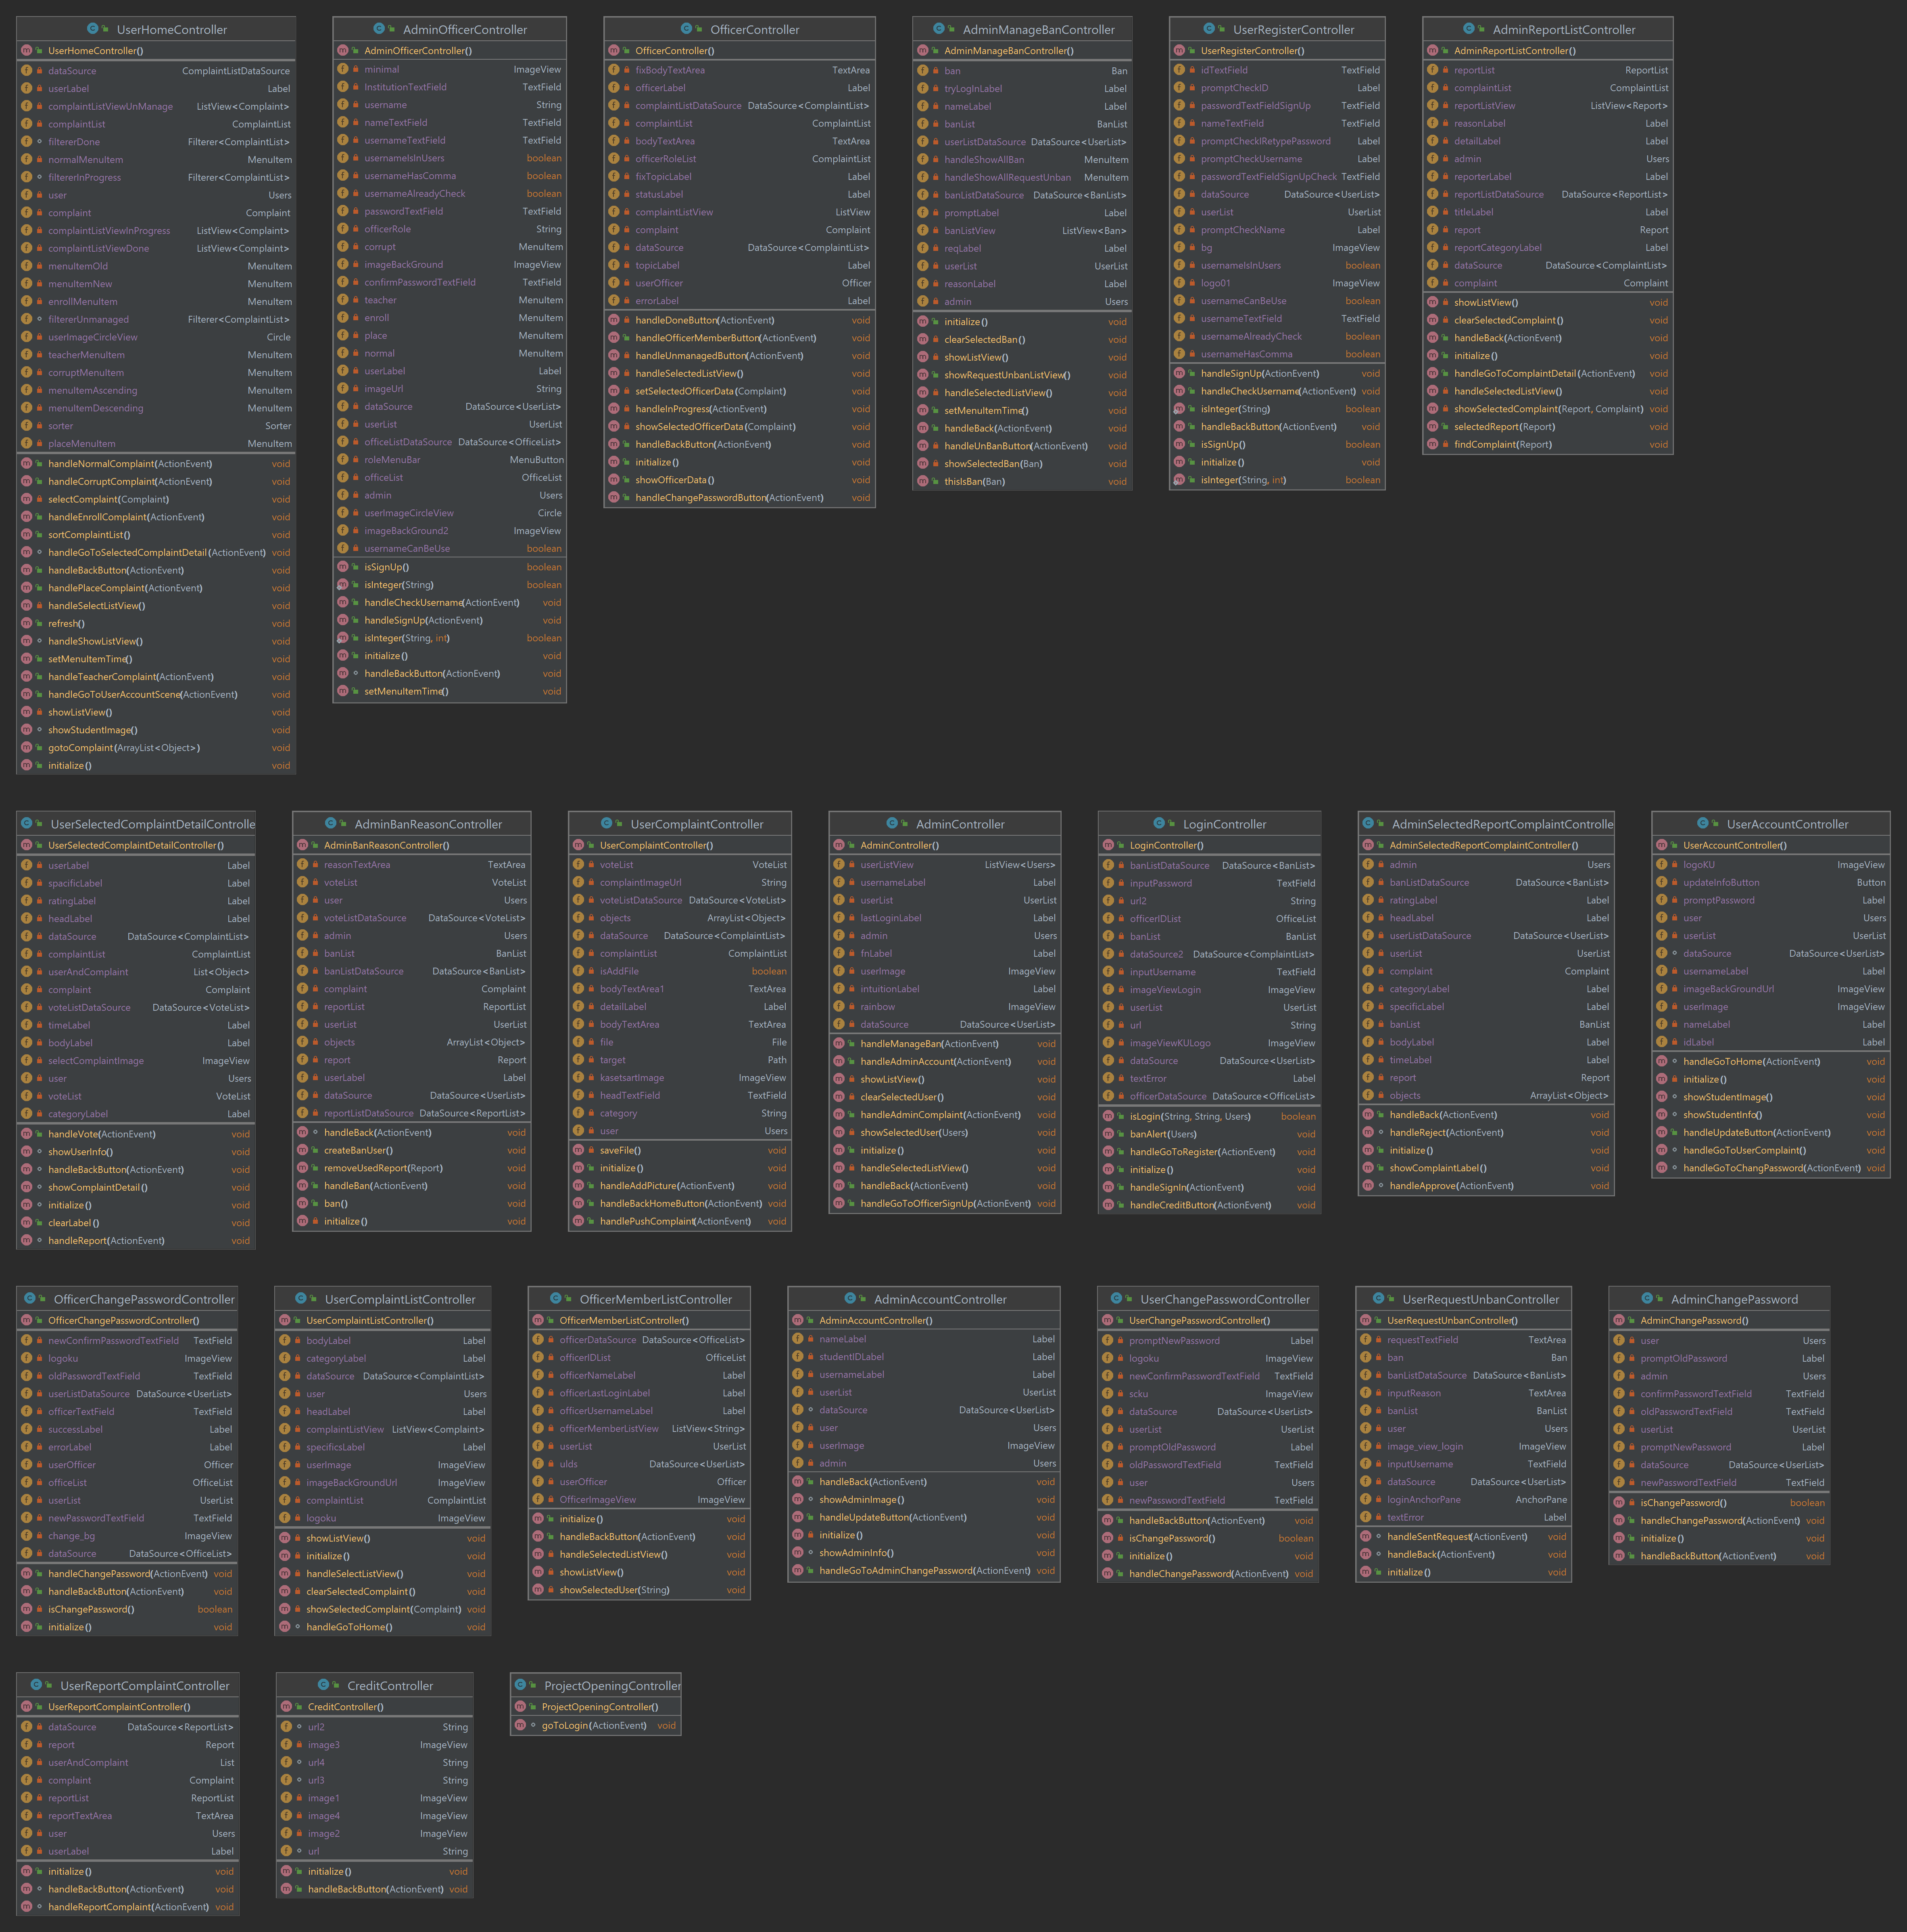 UserHomeController
UserHomeController()
dataSource ComplaintListDataSource
userLabel Label
complaintListViewUnManage ListView<Complaint>
complaintList ComplaintList
filtererDone Filterer<ComplaintList>
normalMenuItem MenuItem
filtererInProgress Filterer<ComplaintList>
user Users
complaint Complaint
complaintListViewInProgress ListView<Complaint>
complaintListViewDone ListView<Complaint>
menuItemOld MenuItem
menuItemNew MenuItem
enrollMenuItem MenuItem
filtererUnmanaged Filterer<ComplaintList>
userImageCircleView Circle
teacherMenuItem MenuItem
corruptMenuItem MenuItem
menuItemAscending MenuItem
menuItemDescending MenuItem
sorter Sorter
placeMenuItem MenuItem
handleNormalComplaint(ActionEvent) void
handleCorruptComplaint(ActionEvent) void
selectComplaint(Complaint) void
handleEnrollComplaint(ActionEvent) void
sortComplaintList() void
handleGoToSelectedComplaintDetail(ActionEvent) void
handleBackButton(ActionEvent) void
handlePlaceComplaint(ActionEvent) void
handleSelectListView() void
refresh() void
handleShowListView() void
setMenuItemTime() void
handleTeacherComplaint(ActionEvent) void
handleGoToUserAccountScene(ActionEvent) void
showListView() void
showStudentImage() void
gotoComplaint(ArrayList<Object>) void
initialize() void
AdminOfficerController
AdminOfficerController()
minimal ImageView
InstitutionTextField TextField
username String
nameTextField TextField
usernameTextField TextField
usernameIsInUsers boolean
usernameHasComma boolean
usernameAlreadyCheck boolean
passwordTextField TextField
officerRole String
corrupt MenuItem
imageBackGround ImageView
confirmPasswordTextField TextField
teacher MenuItem
enroll MenuItem
place MenuItem
normal MenuItem
userLabel Label
imageUrl String
dataSource DataSource<UserList>
userList UserList
officeListDataSource DataSource<OfficeList>
roleMenuBar MenuButton
officeList OfficeList
admin Users
userImageCircleView Circle
imageBackGround2 ImageView
usernameCanBeUse boolean
isSignUp() boolean
isInteger(String) boolean
handleCheckUsername(ActionEvent) void
handleSignUp(ActionEvent) void
isInteger(String, int) boolean
initialize() void
handleBackButton(ActionEvent) void
setMenuItemTime() void
OfficerController
OfficerController()
fixBodyTextArea TextArea
officerLabel Label
complaintListDataSource DataSource<ComplaintList>
complaintList ComplaintList
bodyTextArea TextArea
officerRoleList ComplaintList
fixTopicLabel Label
statusLabel Label
complaintListView ListView
complaint Complaint
dataSource DataSource<ComplaintList>
topicLabel Label
userOfficer Officer
errorLabel Label
handleDoneButton(ActionEvent) void
handleOfficerMemberButton(ActionEvent) void
handleUnmanagedButton(ActionEvent) void
handleSelectedListView() void
setSelectedOfficerData(Complaint) void
handleInProgress(ActionEvent) void
showSelectedOfficerData(Complaint) void
handleBackButton(ActionEvent) void
initialize() void
showOfficerData() void
handleChangePasswordButton(ActionEvent) void
AdminManageBanController
AdminManageBanController()
ban Ban
tryLogInLabel Label
nameLabel Label
banList BanList
userListDataSource DataSource<UserList>
handleShowAllBan MenuItem
handleShowAllRequestUnban MenuItem
banListDataSource DataSource<BanList>
promptLabel Label
banListView ListView<Ban>
reqLabel Label
userList UserList
reasonLabel Label
admin Users
initialize() void
clearSelectedBan() void
showListView() void
showRequestUnbanListView() void
handleSelectedListView() void
setMenuItemTime() void
handleBack(ActionEvent) void
handleUnBanButton(ActionEvent) void
showSelectedBan(Ban) void
thisIsBan(Ban) void
UserRegisterController
UserRegisterController()
idTextField TextField
promptCheckID Label
passwordTextFieldSignUp TextField
nameTextField TextField
promptCheckIRetypePassword Label
promptCheckUsername Label
passwordTextFieldSignUpCheck TextField
dataSource DataSource<UserList>
userList UserList
promptCheckName Label
bg ImageView
usernameIsInUsers boolean
logo01 ImageView
usernameCanBeUse boolean
usernameTextField TextField
usernameAlreadyCheck boolean
usernameHasComma boolean
handleSignUp(ActionEvent) void
handleCheckUsername(ActionEvent) void
isInteger(String) boolean
handleBackButton(ActionEvent) void
isSignUp() boolean
initialize() void
isInteger(String, int) boolean
AdminReportListController
AdminReportListController()
reportList ReportList
complaintList ComplaintList
reportListView ListView<Report>
reasonLabel Label
detailLabel Label
admin Users
reporterLabel Label
reportListDataSource DataSource<ReportList>
titleLabel Label
report Report
reportCategoryLabel Label
dataSource DataSource<ComplaintList>
complaint Complaint
showListView() void
clearSelectedComplaint() void
handleBack(ActionEvent) void
initialize() void
handleGoToComplaintDetail(ActionEvent) void
handleSelectedListView() void
showSelectedComplaint(Report, Complaint) void
selectedReport(Report) void
findComplaint(Report) void
UserSelectedComplaintDetailControlle
UserSelectedComplaintDetailController()
userLabel Label
spacificLabel Label
ratingLabel Label
headLabel Label
dataSource DataSource<ComplaintList>
complaintList ComplaintList
userAndComplaint List<Object>
complaint Complaint
voteListDataSource DataSource<VoteList>
timeLabel Label
bodyLabel Label
selectComplaintImage ImageView
user Users
voteList VoteList
categoryLabel Label
handleVote(ActionEvent) void
showUserInfo() void
handleBackButton(ActionEvent) void
showComplaintDetail() void
initialize() void
clearLabel() void
handleReport(ActionEvent) void
AdminBanReasonController
AdminBanReasonController()
reasonTextArea TextArea
voteList VoteList
user Users
voteListDataSource DataSource<VoteList>
admin Users
banList BanList
banListDataSource DataSource<BanList>
complaint Complaint
reportList ReportList
userList UserList
objects ArrayList<Object>
report Report
userLabel Label
dataSource DataSource<UserList>
reportListDataSource DataSource<ReportList>
handleBack(ActionEvent) void
createBanUser() void
removeUsedReport(Report) void
handleBan(ActionEvent) void
ban() void
initialize() void
UserComplaintController
UserComplaintController()
voteList VoteList
complaintImageUrl String
voteListDataSource DataSource<VoteList>
objects ArrayList<Object>
dataSource DataSource<ComplaintList>
complaintList ComplaintList
isAddFile boolean
bodyTextArea1 TextArea
detailLabel Label
bodyTextArea TextArea
file File
target Path
kasetsartImage ImageView
headTextField TextField
category String
user Users
saveFile() void
initialize() void
handleAddPicture(ActionEvent) void
handleBackHomeButton(ActionEvent) void
handlePushComplaint(ActionEvent) void
AdminController
AdminController()
userListView ListView<Users>
usernameLabel Label
userList UserList
lastLoginLabel Label
admin Users
fnLabel Label
userImage ImageView
intuitionLabel Label
rainbow ImageView
dataSource DataSource<UserList>
handleManageBan(ActionEvent) void
handleAdminAccount(ActionEvent) void
showListView() void
clearSelectedUser() void
handleAdminComplaint(ActionEvent) void
showSelectedUser(Users) void
initialize() void
handleSelectedListView() void
handleBack(ActionEvent) void
handleGoToOfficerSignUp(ActionEvent) void
LoginController
LoginController()
banListDataSource DataSource<BanList>
inputPassword TextField
url2 String
officerIDList OfficeList
banList BanList
dataSource2 DataSource<ComplaintList>
inputUsername TextField
imageViewLogin ImageView
userList UserList
url String
imageViewKULogo ImageView
dataSource DataSource<UserList>
textError Label
officerDataSource DataSource<OfficeList>
isLogin(String, String, Users) boolean
banAlert(Users) void
handleGoToRegister(ActionEvent) void
initialize() void
handleSignIn(ActionEvent) void
handleCreditButton(ActionEvent) void
AdminSelectedReportComplaintControlle
AdminSelectedReportComplaintController()
admin Users
banListDataSource DataSource<BanList>
ratingLabel Label
headLabel Label
userListDataSource DataSource<UserList>
userList UserList
complaint Complaint
categoryLabel Label
specificLabel Label
banList BanList
bodyLabel Label
timeLabel Label
report Report
objects ArrayList<Object>
handleBack(ActionEvent) void
handleReject(ActionEvent) void
initialize() void
showComplaintLabel() void
handleApprove(ActionEvent) void
UserAccountController
UserAccountController()
logoKU ImageView
updateInfoButton Button
promptPassword Label
user Users
userList UserList
dataSource DataSource<UserList>
usernameLabel Label
imageBackGroundUrl ImageView
userImage ImageView
nameLabel Label
idLabel Label
handleGoToHome(ActionEvent) void
initialize() void
showStudentImage() void
showStudentInfo() void
handleUpdateButton(ActionEvent) void
handleGoToUserComplaint(ActionEvent) void
handleGoToChangPassword(ActionEvent) void
OfficerChangePasswordController
OfficerChangePasswordController()
newConfirmPasswordTextField TextField
logoku ImageView
oldPasswordTextField TextField
userListDataSource DataSource<UserList>
officerTextField TextField
successLabel Label
errorLabel Label
userOfficer Officer
officeList OfficeList
userList UserList
newPasswordTextField TextField
change_bg ImageView
dataSource DataSource<OfficeList>
handleChangePassword(ActionEvent) void
handleBackButton(ActionEvent) void
isChangePassword() boolean
initialize() void
UserComplaintListController
UserComplaintListController()
bodyLabel Label
categoryLabel Label
dataSource DataSource<ComplaintList>
user Users
headLabel Label
complaintListView ListView<Complaint>
specificsLabel Label
userImage ImageView
imageBackGroundUrl ImageView
complaintList ComplaintList
logoku ImageView
showListView() void
initialize() void
handleSelectListView() void
clearSelectedComplaint() void
showSelectedComplaint(Complaint) void
handleGoToHome() void
OfficerMemberListController
OfficerMemberListController()
officerDataSource DataSource<OfficeList>
officerIDList OfficeList
officerNameLabel Label
officerLastLoginLabel Label
officerUsernameLabel Label
officerMemberListView ListView<String>
userList UserList
ulds DataSource<UserList>
userOfficer Officer
OfficerImageView ImageView
initialize() void
handleBackButton(ActionEvent) void
handleSelectedListView() void
showListView() void
showSelectedUser(String) void
AdminAccountController
AdminAccountController()
nameLabel Label
studentIDLabel Label
usernameLabel Label
userList UserList
dataSource DataSource<UserList>
user Users
userImage ImageView
admin Users
handleBack(ActionEvent) void
showAdminImage() void
handleUpdateButton(ActionEvent) void
initialize() void
showAdminInfo() void
handleGoToAdminChangePassword(ActionEvent) void
UserChangePasswordController
UserChangePasswordController()
promptNewPassword Label
logoku ImageView
newConfirmPasswordTextField TextField
scku ImageView
dataSource DataSource<UserList>
userList UserList
promptOldPassword Label
oldPasswordTextField TextField
user Users
newPasswordTextField TextField
handleBackButton(ActionEvent) void
isChangePassword() boolean
initialize() void
handleChangePassword(ActionEvent) void
UserRequestUnbanController
UserRequestUnbanController()
requestTextField TextArea
ban Ban
banListDataSource DataSource<BanList>
inputReason TextArea
banList BanList
user Users
image_view_login ImageView
inputUsername TextField
dataSource DataSource<UserList>
loginAnchorPane AnchorPane
textError Label
handleSentRequest(ActionEvent) void
handleBack(ActionEvent) void
initialize() void
AdminChangePassword
AdminChangePassword()
user Users
promptOldPassword Label
admin Users
confirmPasswordTextField TextField
oldPasswordTextField TextField
userList UserList
promptNewPassword Label
dataSource DataSource<UserList>
newPasswordTextField TextField
isChangePassword() boolean
handleChangePassword(ActionEvent) void
initialize() void
handleBackButton(ActionEvent) void
UserReportComplaintController
UserReportComplaintController()
dataSource DataSource<ReportList>
report Report
userAndComplaint List
complaint Complaint
reportList ReportList
reportTextArea TextArea
user Users
userLabel Label
initialize() void
handleBackButton(ActionEvent) void
handleReportComplaint(ActionEvent) void
CreditController
CreditController()
url2 String
image3 ImageView
url4 String
url3 String
image1 ImageView
image4 ImageView
image2 ImageView
url String
initialize() void
handleBackButton(ActionEvent) void
ProjectOpeningController
ProjectOpeningController()
goToLogin(ActionEvent) void